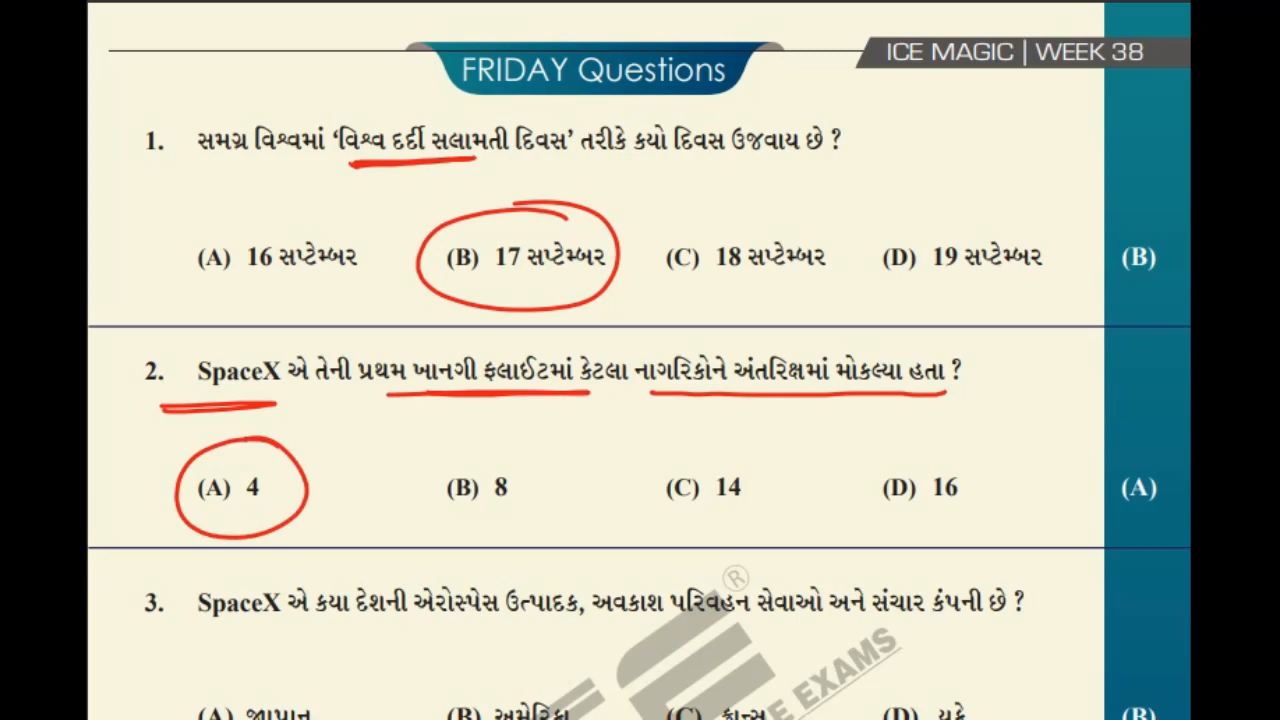 ICE MAGIC | WEEK 38
FRIDAY Questions
1. સમગ્ર વિશ્વમાં 'વિશ્વ દર્દી સલામતી દિવસ' તરીકે કયો દિવસ ઉજવાય છે ?
(A) 16 સપ્ટેમ્બર (B) 17 સપ્ટેમ્બર (C) 18 સપ્ટેમ્બર (D) 19 સપ્ટેમ્બર (B)
2. SpaceX એ તેની પ્રથમ ખાનગી ફ્લાઈટમાં કેટલા નાગરિકોને અંતરિક્ષમાં મોકલ્યા હતા ?
(A) 4 (B) 8 (C) 14 (D) 16 (A)
3. SpaceX એ કયા દેશની એરોસ્પેસ ઉત્પાદક, અવકાશ પરિવહન સેવાઓ અને સંચાર કંપની છે ?
EXAMS
(A) જાપાન (B) અમેરિકા (C) ફ્રાન્સ (D) યુકે (B)